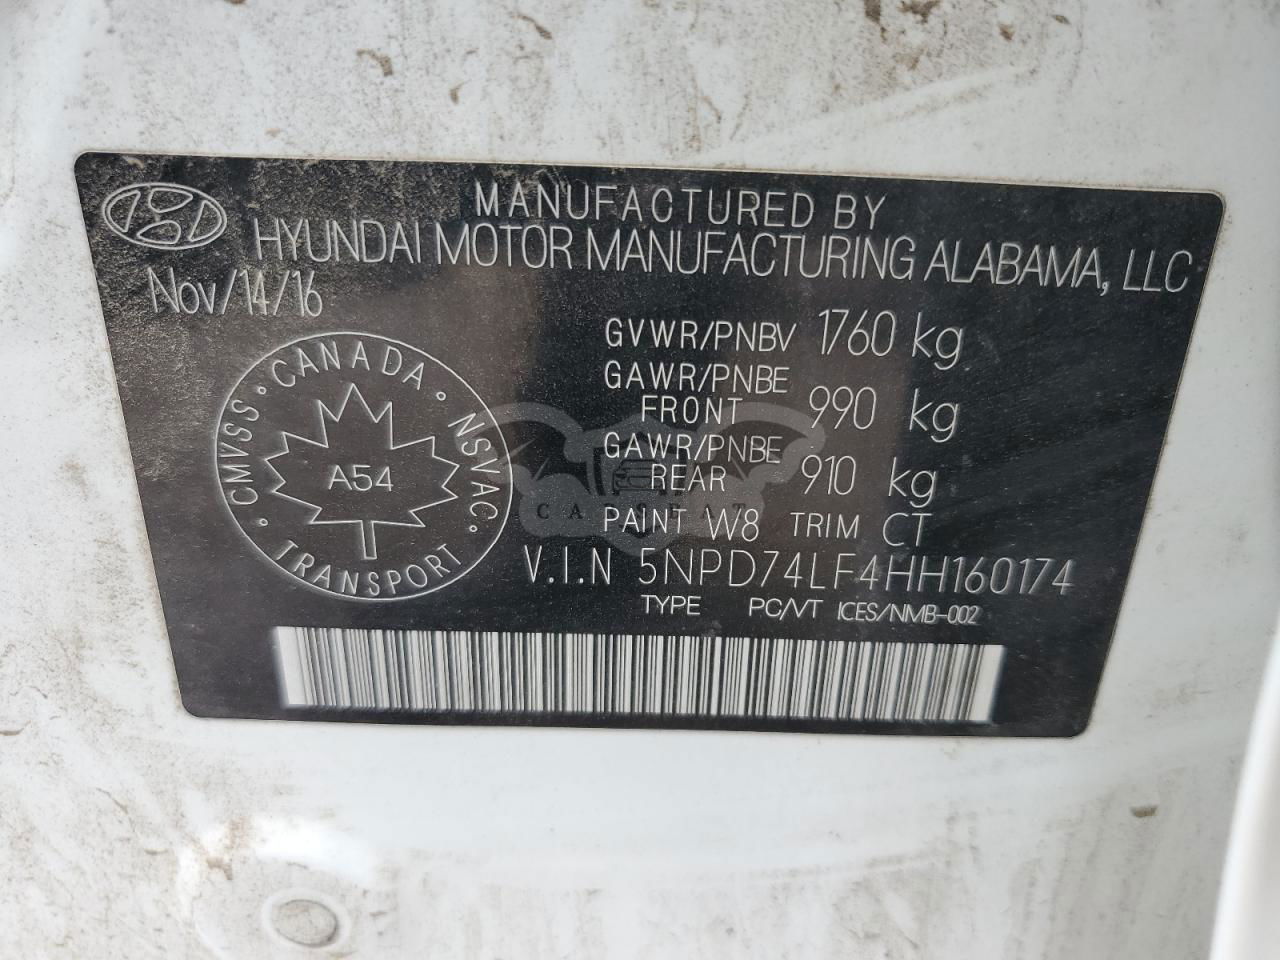 MANUFACTURED BY
HYUNDAI MOTOR MANUFACTURING ALABAMA, LLC
Nov/14/16
GVWR/PNBV 1760 kg
GAWR/PNBE
FRONT 990 kg
GAWR/PNBE
REAR 910 kg
PAINT W8 TRIM CT
V.I.N 5NPD74LF4HH160174
TYPE PC/VT ICES/NMB-002
CANADA
CMVSS
NSVAC
A54
TRANSPORT